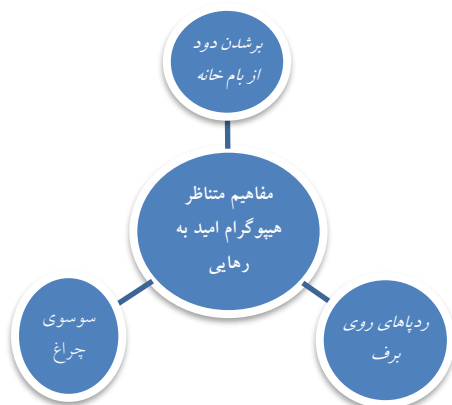 برشدن دود
از بام خانه
مفاهیم متناظر
هیپوگرام امید به
رهایی
سوسوی
چراغ
ردپاهای روی
برف